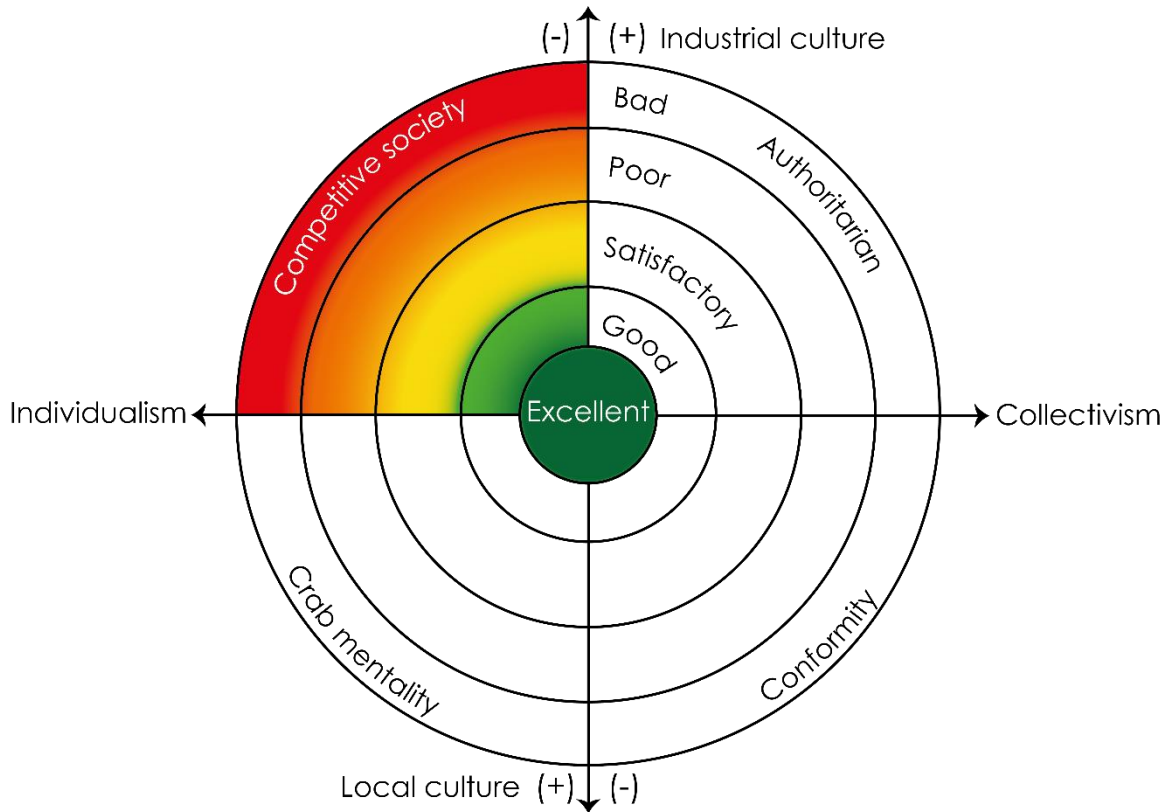 (-) (+) Industrial culture
Bad
Competitive society
Authoritarian
Poor
Satisfactory
Good
Individualism
Excellent
Collectivism
Crab mentality
Conformity
Local culture (+) (-)